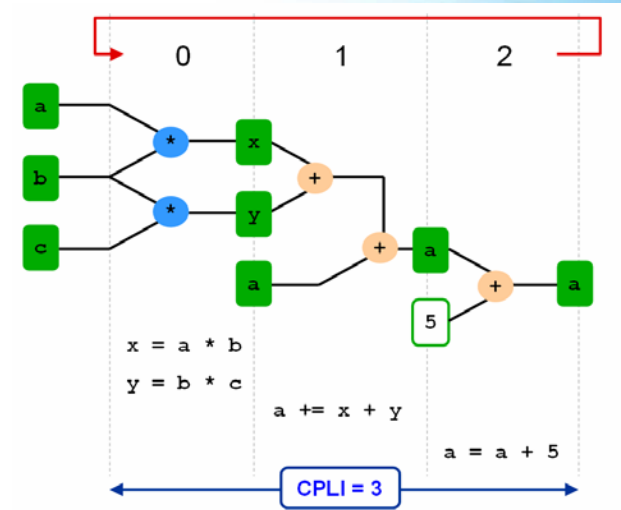 0 1 2
a
* x
b + 
* y
c + a
a + a
5
x = a * b
y = b * c
a += x + y
a = a + 5
CPLI = 3